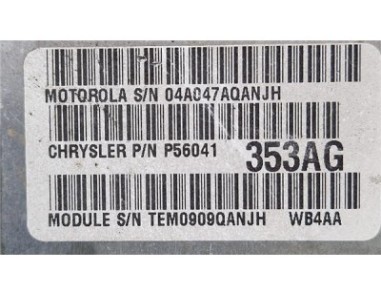 MOTOROLA S/N 04A047AQANJH
CHRYSLER P/N P56041 353AG
MODULE S/N TEM0909QANJH WB4AA